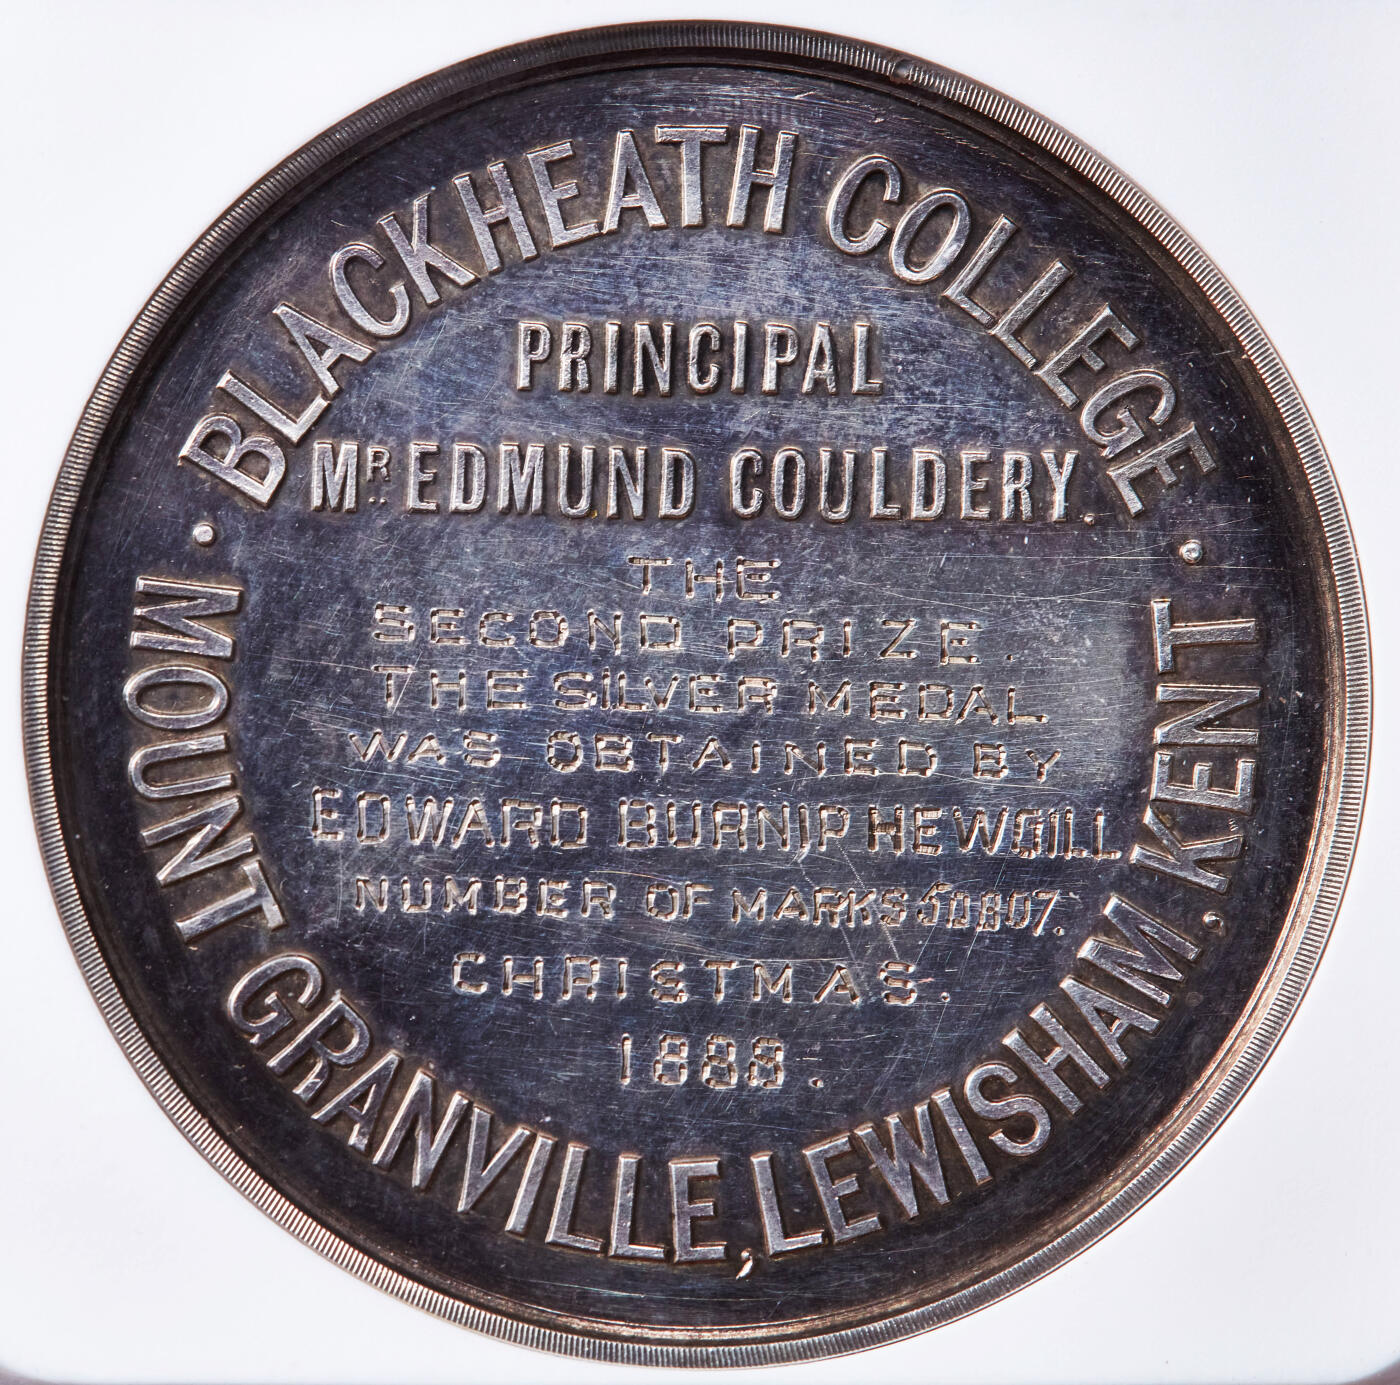 BLACKHEATH COLLEGE
PRINCIPAL
MR. EDMUND COULDERY.
THE
SECOND PRIZE.
THE SILVER MEDAL
WAS OBTAINED BY
EDWARD BURNIP HEWGILL
NUMBER OF MARKS 50807.
CHRISTMAS.
1888.
· MOUNT GRANVILLE, LEWISHAM, KENT ·